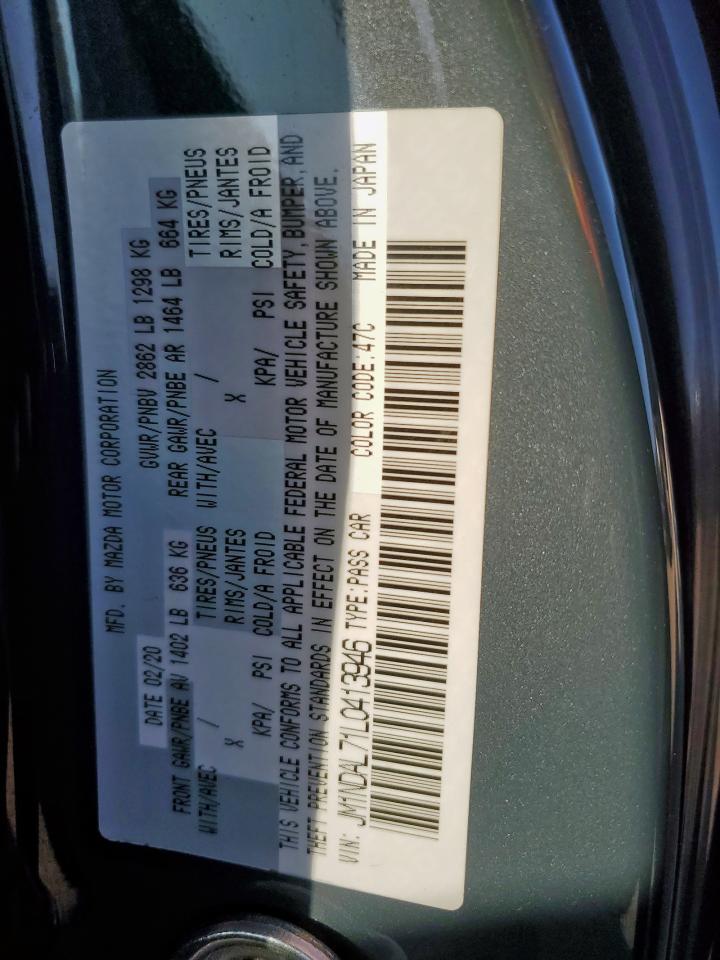 MFD. BY MAZDA MOTOR CORPORATION
DATE 02/20 GVWR/PNBV 2862 LB 1298 KG
FRONT GAWR/PNBE AV 1402 LB 636 KG REAR GAWR/PNBE AR 1464 LB 664 KG
WITH/AVEC / TIRES/PNEUS WITH/AVEC / TIRES/PNEUS
X RIMS/JANTES X RIMS/JANTES
KPA/ PSI COLD/A FROID KPA/ PSI COLD/A FROID
THIS VEHICLE CONFORMS TO ALL APPLICABLE FEDERAL MOTOR VEHICLE SAFETY, BUMPER, AND
THEFT PREVENTION STANDARDS IN EFFECT ON THE DATE OF MANUFACTURE SHOWN ABOVE.
VIN: JM1NDAL71L0413946 TYPE:PASS CAR COLOR CODE:47C MADE IN JAPAN